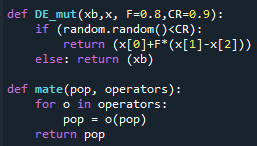 def DE_mut(xb,x, F=0.8,CR=0.9):
    if (random.random()<CR):
        return (x[0]+F*(x[1]-x[2]))
    else: return (xb)

def mate(pop, operators):
    for o in operators:
        pop = o(pop)
    return pop